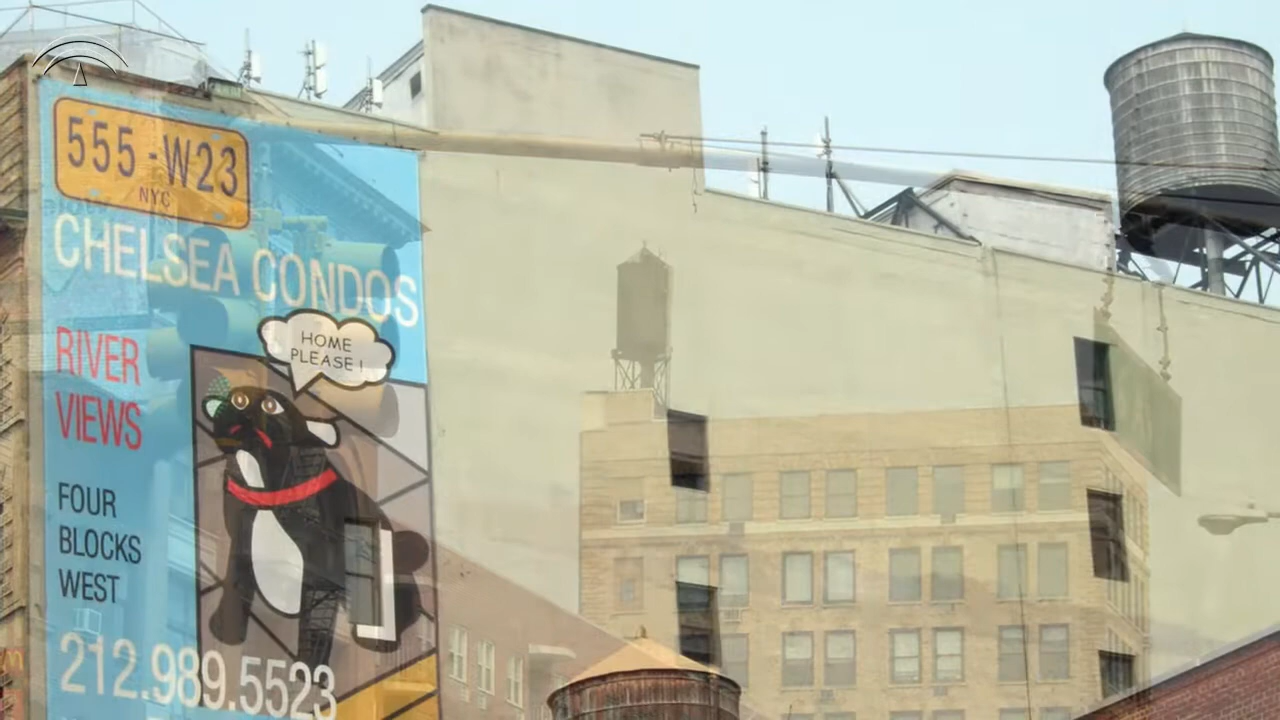 555-W23
NYC
CHELSEA CONDOS
RIVER
VIEWS
HOME
PLEASE!
FOUR
BLOCKS
WEST
212.989.5523